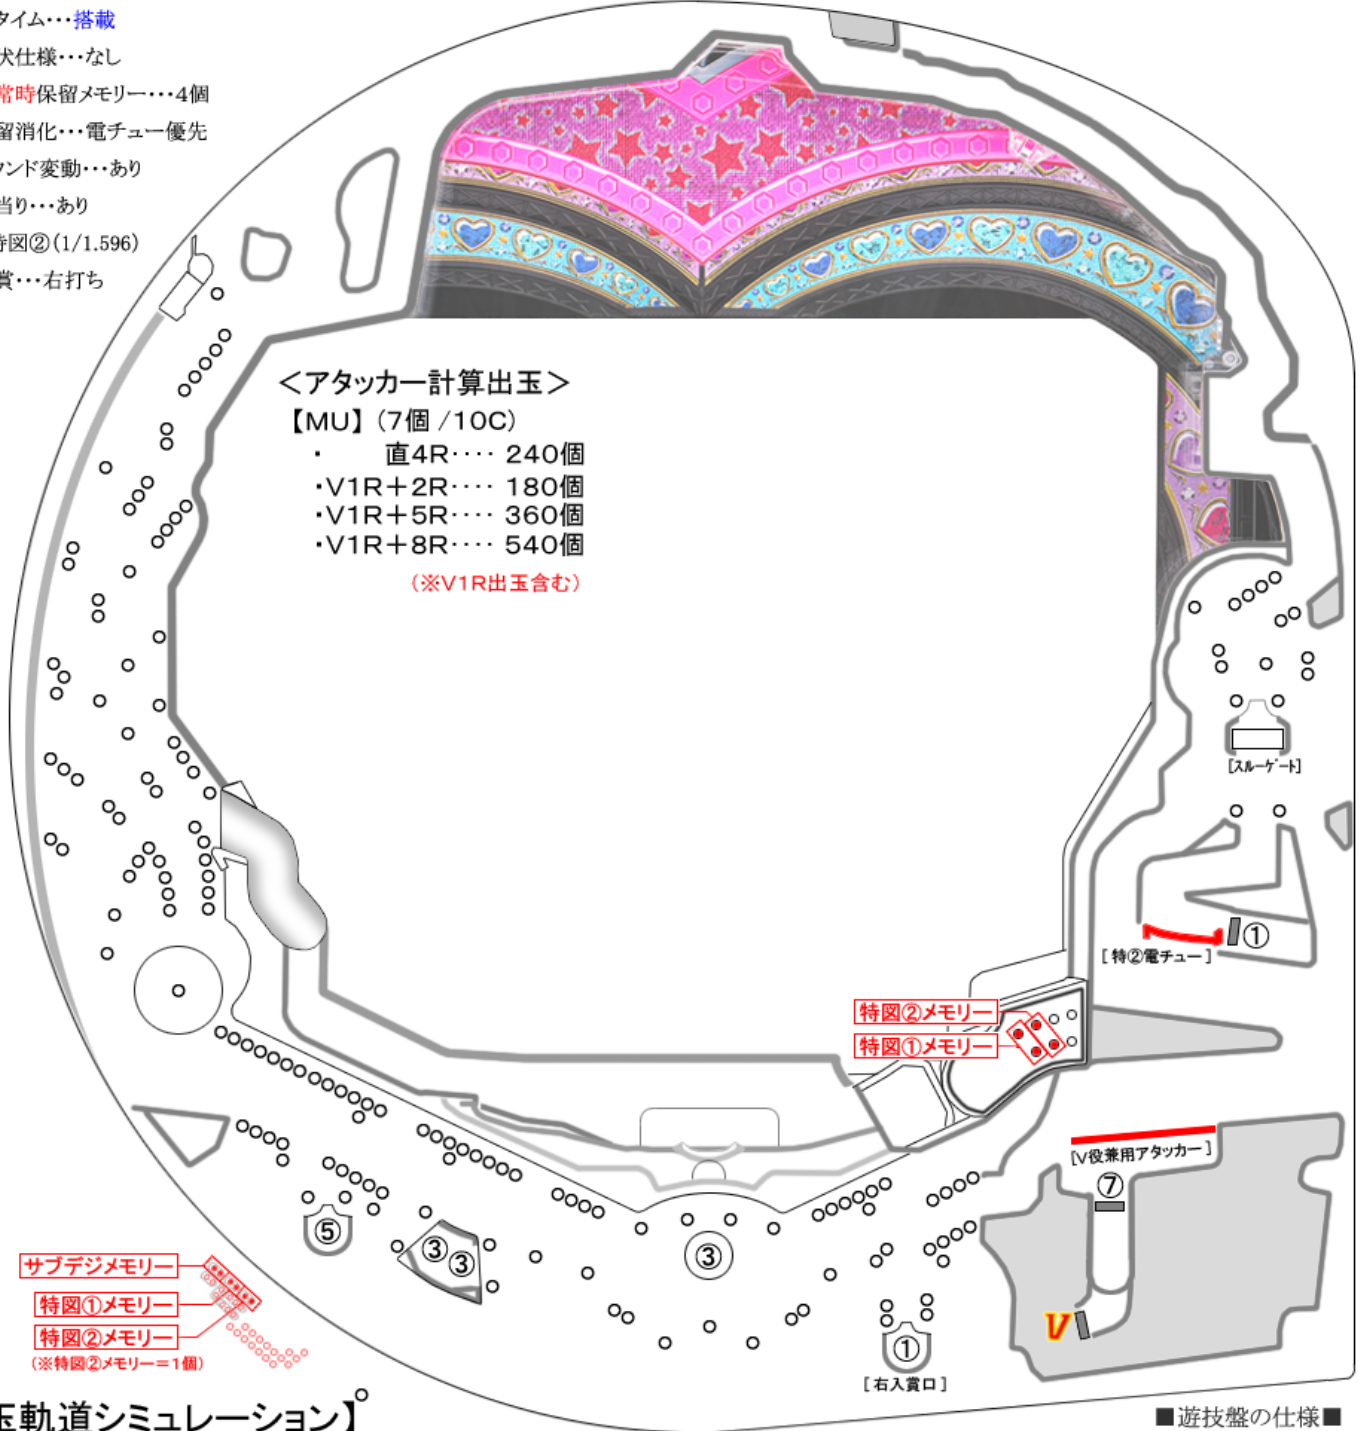 タイム・・・搭載
犬仕様・・・なし
常時保留メモリー・・・4個
留消化・・・電チュー優先
ウンド変動・・・あり
当り・・・あり
特図②(1/1.596)
賞・・・右打ち
＜アタッカー計算出玉＞
【MU】(7個 /10C)
・　直4R‥‥ 240個
・V1R＋2R‥‥ 180個
・V1R＋5R‥‥ 360個
・V1R＋8R‥‥ 540個
(※V1R出玉含む)
[スルーゲート]
①
[特②電チュー]
特図②メモリー
特図①メモリー
[V役兼用アタッカー]
⑦
⑤
③
③
③
サブデジメモリー
特図①メモリー
特図②メモリー
(※特図②メモリー＝1個)
V
①
[右入賞口]
玉軌道シミュレーション】
■遊技盤の仕様■